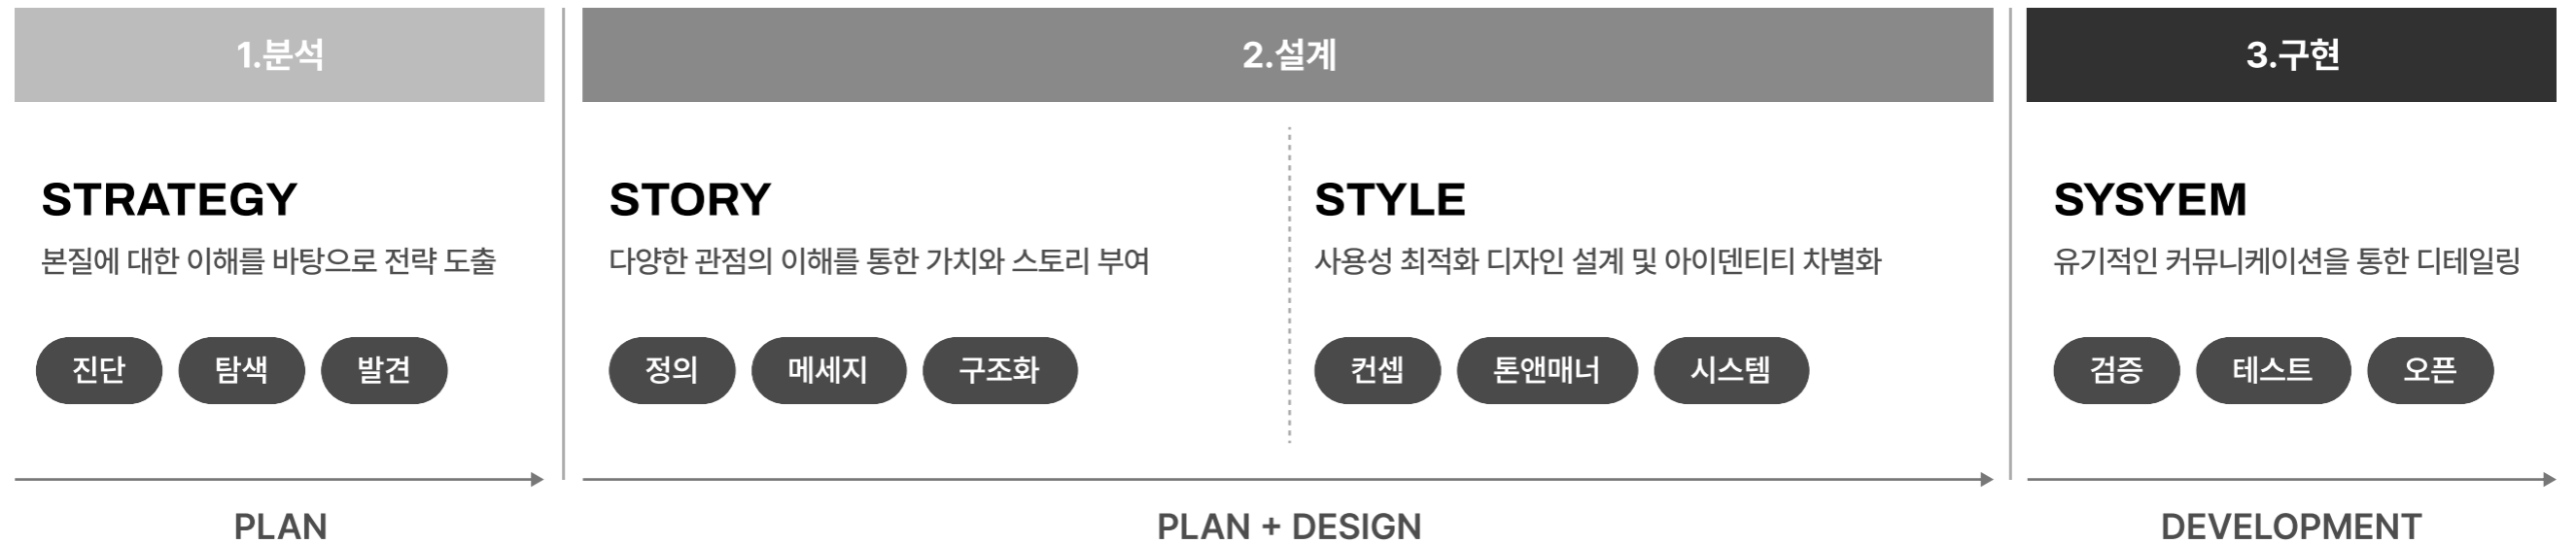 1.분석
2.설계
3.구현
STRATEGY
본질에 대한 이해를 바탕으로 전략 도출
진단 탐색 발견
STORY
다양한 관점의 이해를 통한 가치와 스토리 부여
정의 메세지 구조화
STYLE
사용성 최적화 디자인 설계 및 아이덴티티 차별화
컨셉 톤앤매너 시스템
SYSYEM
유기적인 커뮤니케이션을 통한 디테일링
검증 테스트 오픈
PLAN
PLAN + DESIGN
DEVELOPMENT